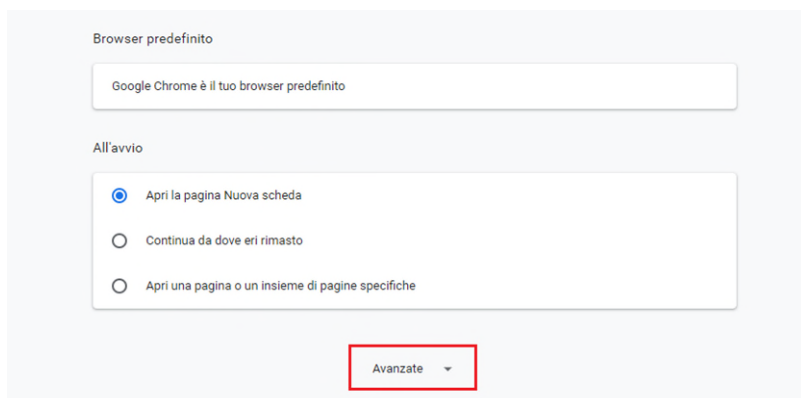 Browser predefinito
Google Chrome è il tuo browser predefinito
All'avvio
Apri la pagina Nuova scheda
Continua da dove eri rimasto
Apri una pagina o un insieme di pagine specifiche
Avanzate